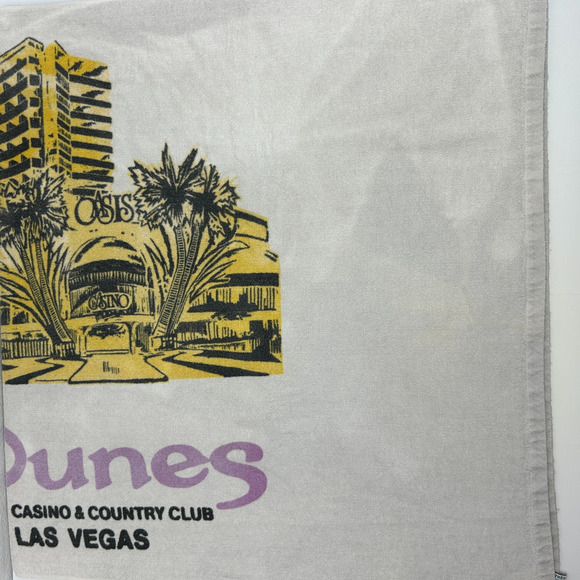 OASIS
CASINO
Dunes
CASINO & COUNTRY CLUB
LAS VEGAS